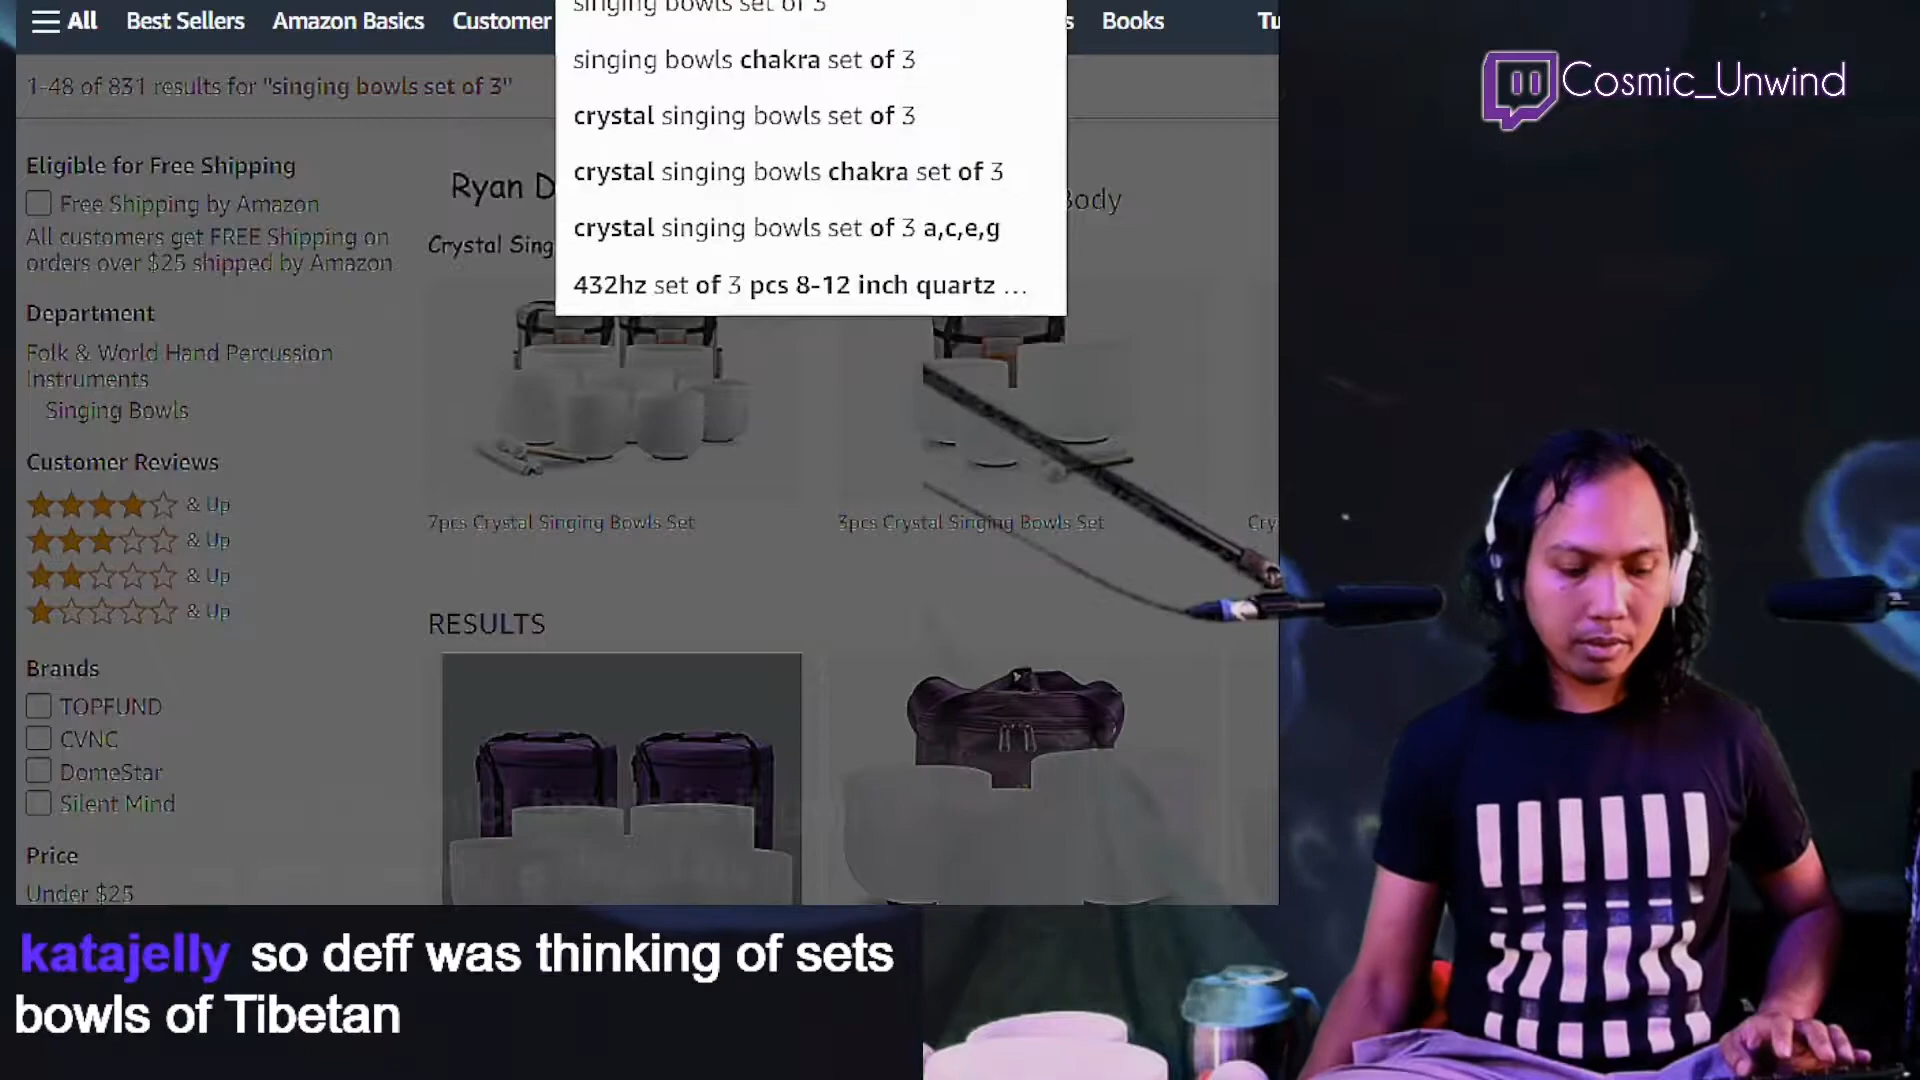 singing bowls set of 3
All Best Sellers Amazon Basics Customer Books
singing bowls chakra set of 3
1-48 of 831 results for "singing bowls set of 3"
Cosmic_Unwind
crystal singing bowls set of 3
Eligible for Free Shipping
crystal singing bowls chakra set of 3
Ryan
Body
Free Shipping by Amazon
All customers get FREE Shipping on
orders over $25 shipped by Amazon
crystal singing bowls set of 3 a,c,e,g
Crystal Sing
432hz set of 3 pcs 8-12 inch quartz ...
Department
Folk & World Hand Percussion
Instruments
Singing Bowls
Customer Reviews
& Up
& Up
& Up
& Up
7pcs Crystal Singing Bowls Set
3pcs Crystal Singing Bowls Set
Cry
RESULTS
Brands
TOPFUND
CVNC
DomeStar
Silent Mind
Price
Under $25
katajelly so deff was thinking of sets
bowls of Tibetan